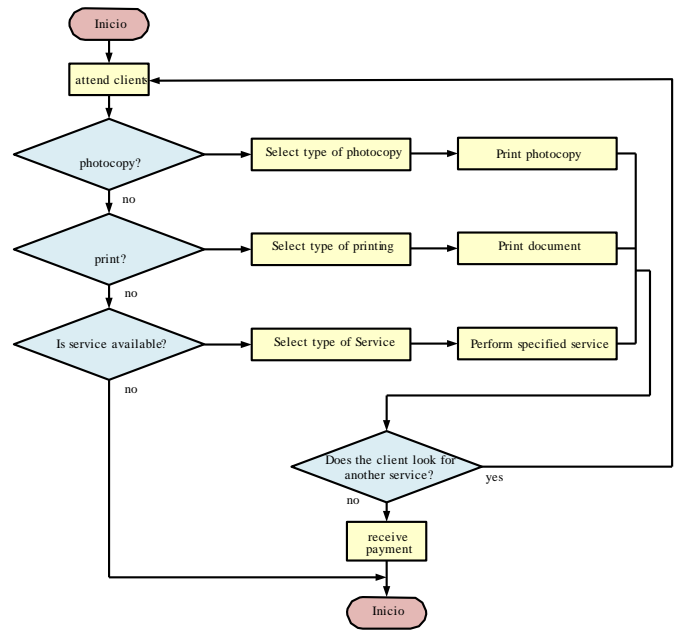 Inicio
attend clients
photocopy?
Select type of photocopy
Print photocopy
no
print?
Select type of printing
Print document
no
Is service available?
Select type of Service
Perform specified service
no
Does the client look for
another service?
yes
no
receive
payment
Inicio